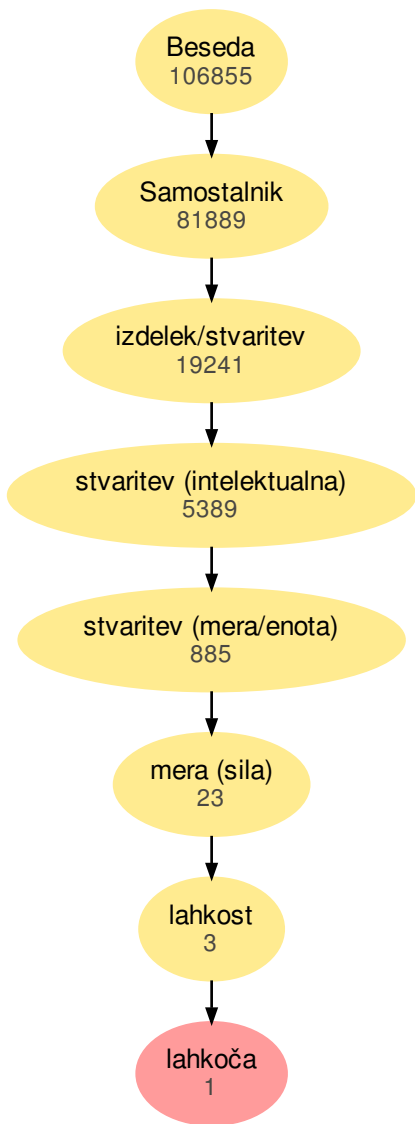 Beseda
106855
Samostalnik
81889
izdelek/stvaritev
19241
stvaritev (intelektualna)
5389
stvaritev (mera/enota)
885
mera (sila)
23
lahkost
3
lahkoča
1